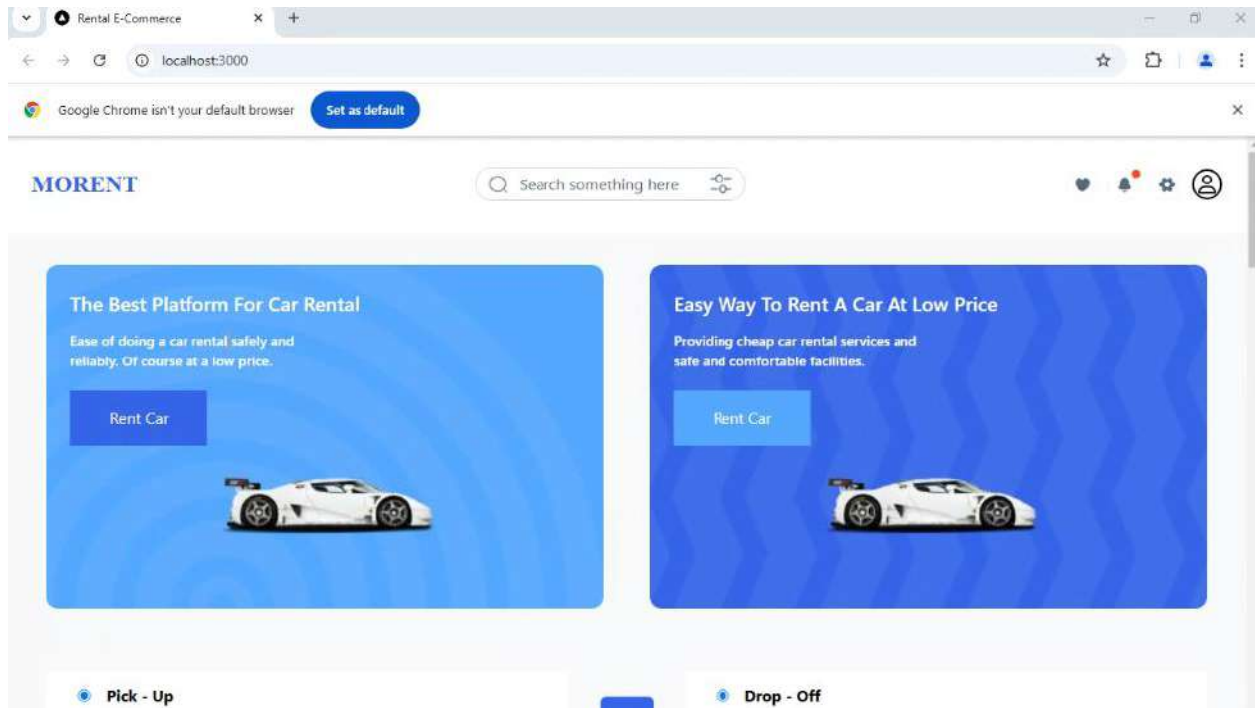 Rental E-Commerce
localhost:3000
Google Chrome isn't your default browser
Set as default
MORENT
Search something here
The Best Platform For Car Rental
Ease of doing a car rental safely and
reliably. Of course at a low price.
Rent Car
Easy Way To Rent A Car At Low Price
Providing cheap car rental services and
safe and comfortable facilities.
Rent Car
Pick - Up
Drop - Off